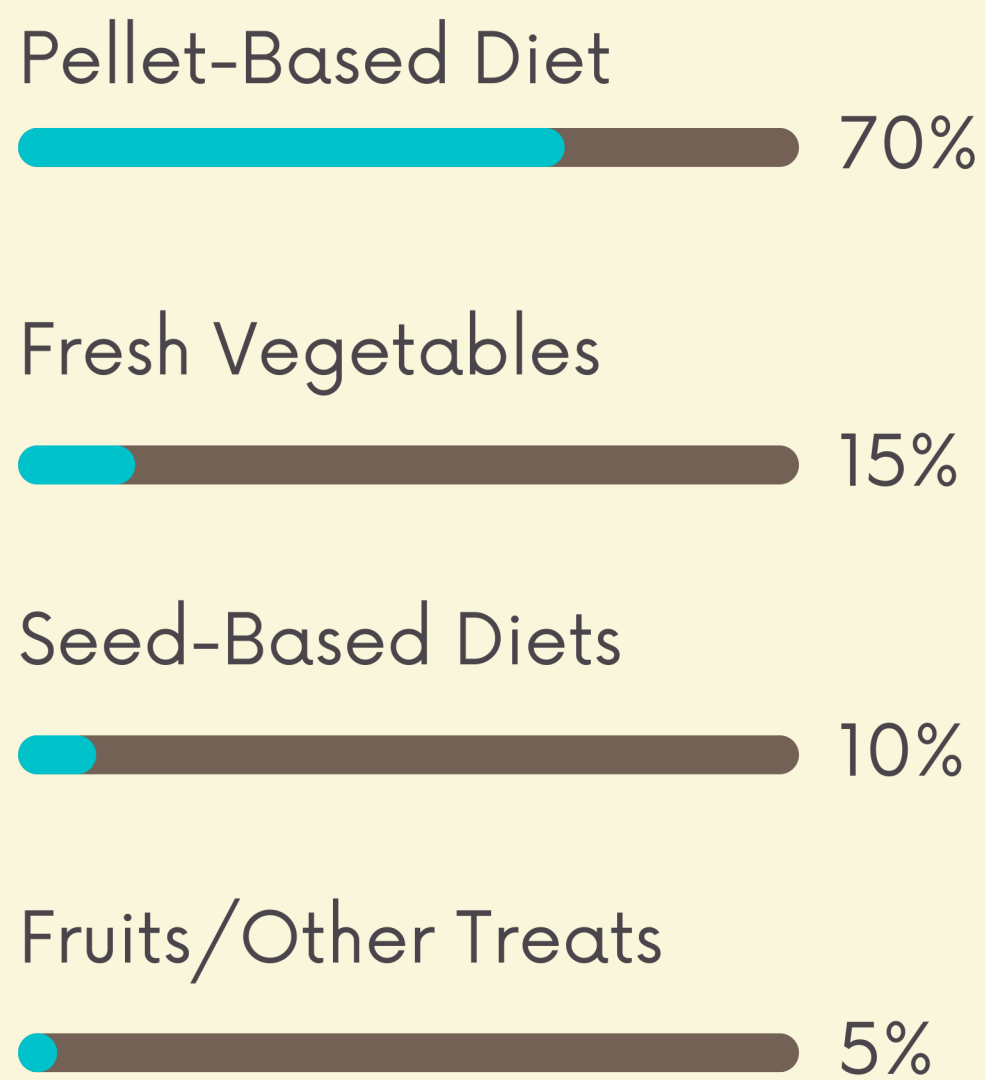 Pellet-Based Diet
70%
Fresh Vegetables
15%
Seed-Based Diets
10%
Fruits/Other Treats
5%